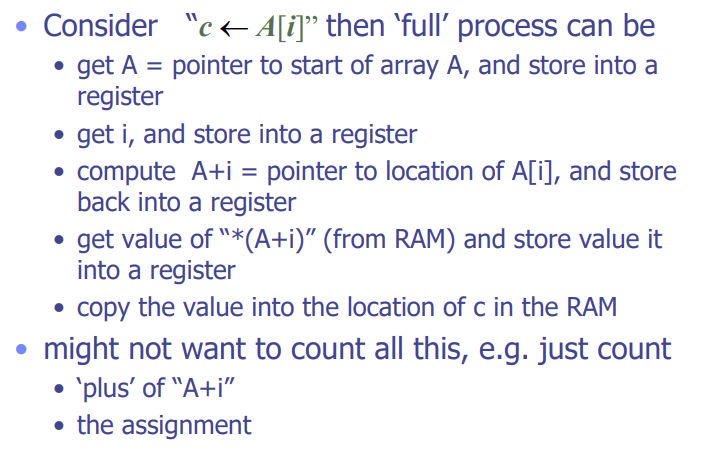 • Consider “c ← A[i]” then ‘full’ process can be
• get A = pointer to start of array A, and store into a
register
• get i, and store into a register
• compute A+i = pointer to location of A[i], and store
back into a register
• get value of “*(A+i)” (from RAM) and store value it
into a register
• copy the value into the location of c in the RAM
• might not want to count all this, e.g. just count
• ‘plus’ of “A+i”
• the assignment